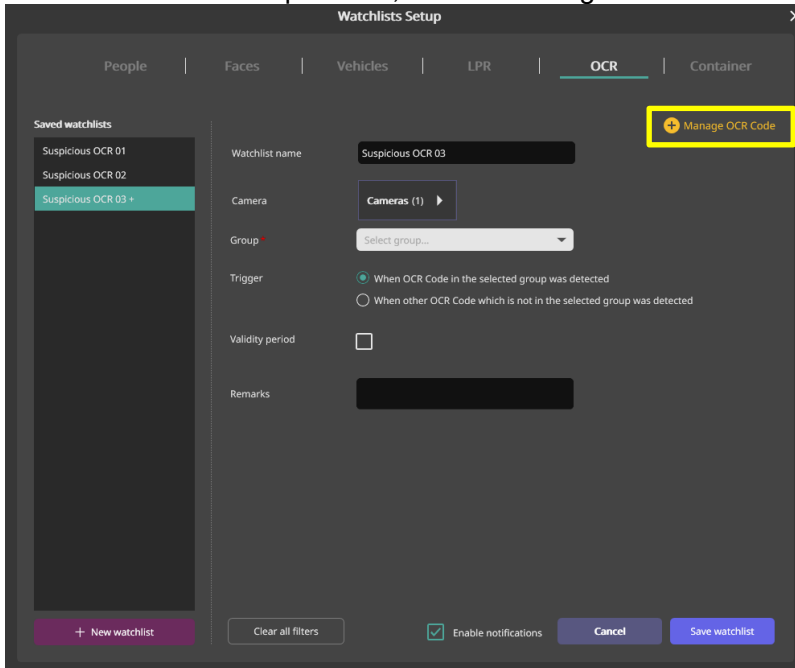 Watchlists Setup
People Faces Vehicles LPR OCR Container
Saved watchlists
Manage OCR Code
Suspicious OCR 01
Suspicious OCR 02
Suspicious OCR 03 +
Watchlist name Suspicious OCR 03
Camera Cameras (1)
Group * Select group...
Trigger When OCR Code in the selected group was detected
When other OCR Code which is not in the selected group was detected
Validity period
Remarks
+ New watchlist Clear all filters Enable notifications Cancel Save watchlist